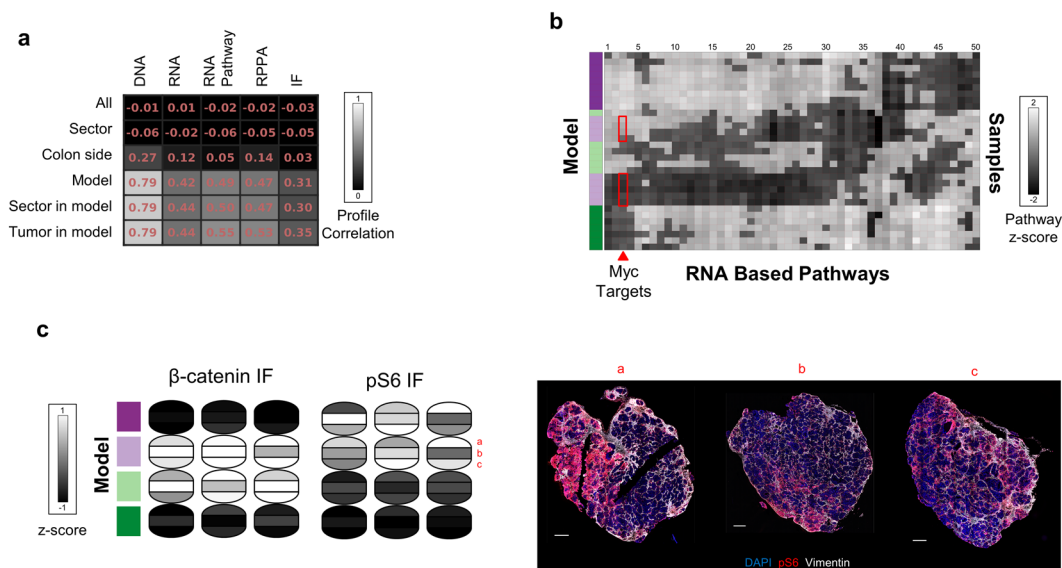 a
DNA
RNA
RNA
Pathway
RPPA
IF
All
-0.01 0.01 -0.02 -0.02 -0.03
Sector
-0.06 -0.02 -0.06 -0.05 -0.05
Colon side
0.27 0.12 0.05 0.14 0.03
Model
0.79 0.42 0.47 0.31
Sector in model
0.79 0.44 0.47 0.30
Tumor in model
0.79 0.44 0.55 0.35
1
0
Profile
Correlation
b
1 5 10 15 20 25 30 35 40 45 50
Model
Samples
2
-2
Pathway
z-score
Myc
Targets
RNA Based Pathways
c
β-catenin IF
pS6 IF
1
-1
z-score
Model
a
b
c
a
b
c
DAPI pS6 Vimentin